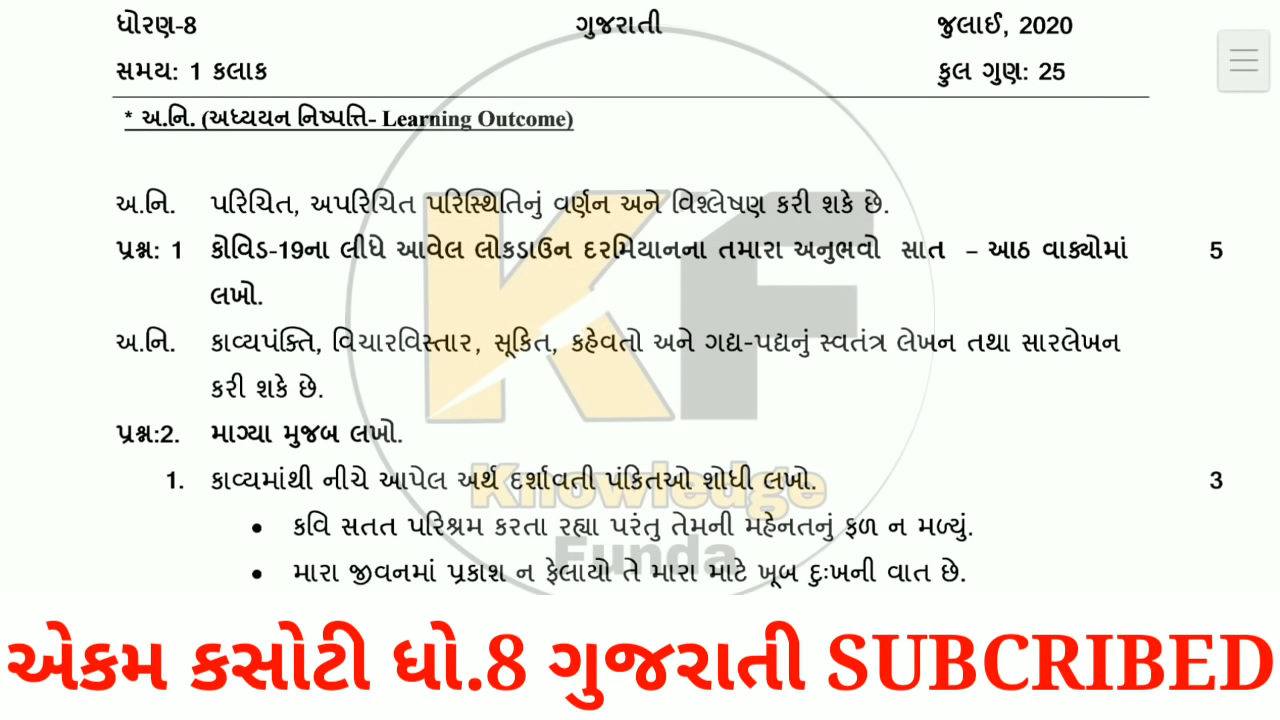 ધોરણ-8 ગુજરાતી જુલાઈ, 2020
સમય: 1 કલાક કુલ ગુણ: 25
* અ.નિ. (અધ્યયન નિષ્પત્તિ- Learning Outcome)
અ.નિ. પરિચિત, અપરિચિત પરિસ્થિતિનું વર્ણન અને વિશ્લેષણ કરી શકે છે.
પ્રશ્ન: 1 કોવિડ-19ના લીધે આવેલ લોકડાઉન દરમિયાનના તમારા અનુભવો સાત – આઠ વાક્યોમાં 5
લખો.
અ.નિ. કાવ્યપંક્તિ, વિચારવિસ્તાર, સૂકિત, કહેવતો અને ગદ્ય-પદ્યનું સ્વતંત્ર લેખન તથા સારલેખન
કરી શકે છે.
પ્રશ્ન:2. માગ્યા મુજબ લખો.
1. કાવ્યમાંથી નીચે આપેલ અર્થ દર્શાવતી પંકિતઓ શોધી લખો. 3
Knowledge
• કવિ સતત પરિશ્રમ કરતા રહ્યા પરંતુ તેમની મહેનતનું ફળ ન મળ્યું.
Funda
• મારા જીવનમાં પ્રકાશ ન ફેલાયો તે મારા માટે ખૂબ દુઃખની વાત છે.
KF
એકમ કસોટી ધો.8 ગુજરાતી SUBCRIBED